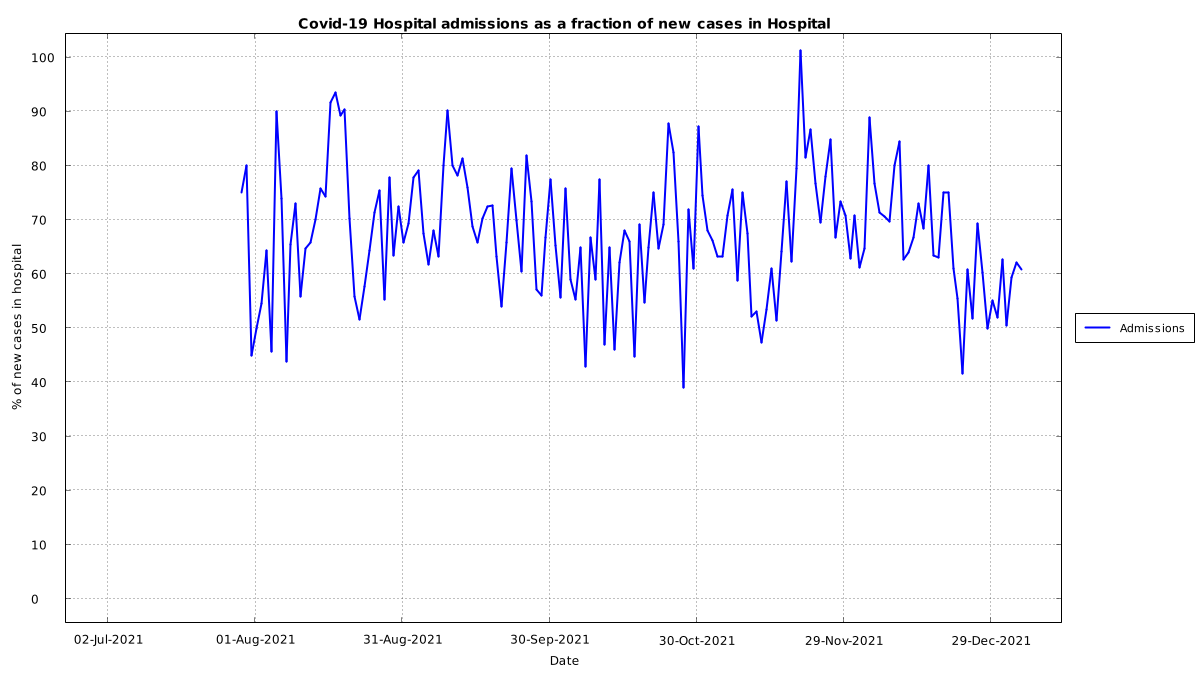 Covid-19 Hospital admissions as a fraction of new cases in Hospital
% of new cases in hospital
100
90
80
70
60
50
40
30
20
10
0
02-Jul-2021 01-Aug-2021 31-Aug-2021 30-Sep-2021 30-Oct-2021 29-Nov-2021 29-Dec-2021
Date
Admissions